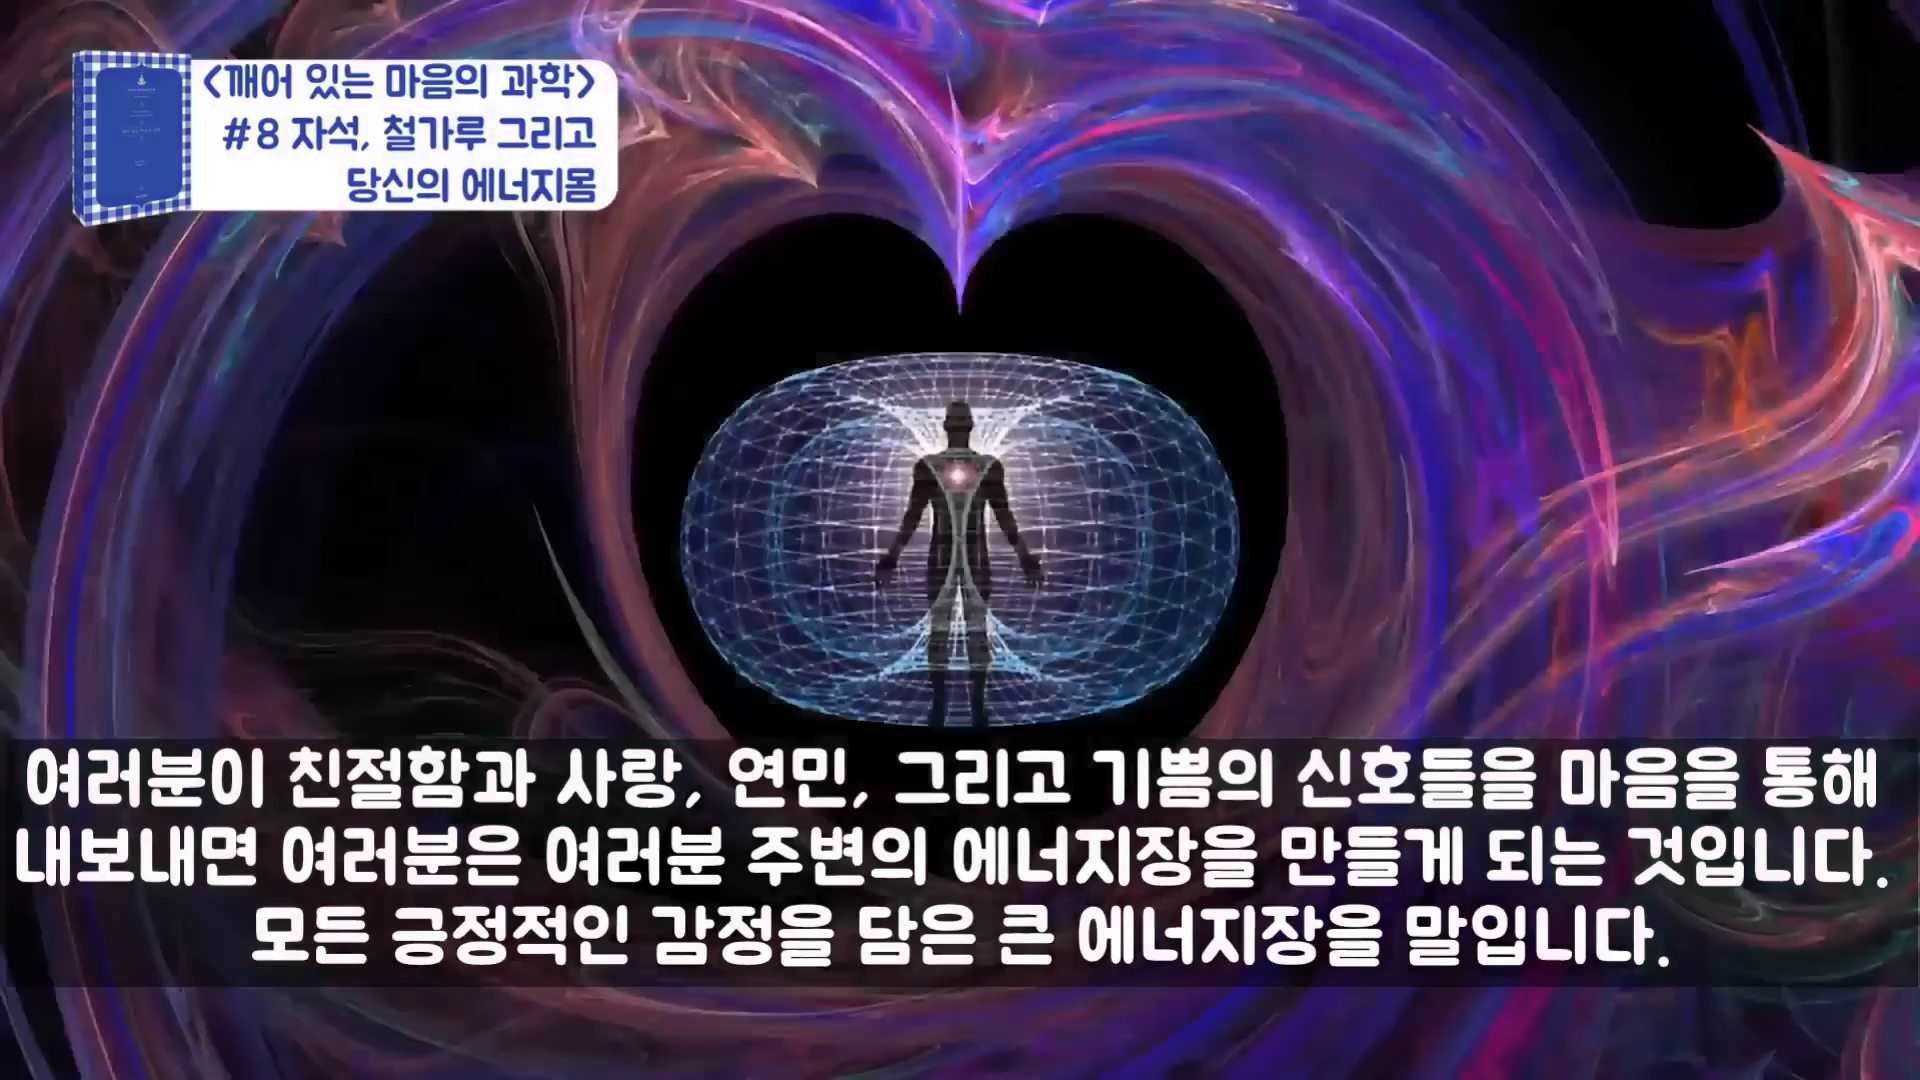 <깨어 있는 마음의 과학>
#8 자석, 철가루 그리고
당신의 에너지몸
여러분이 친절함과 사랑, 연민, 그리고 기쁨의 신호들을 마음을 통해
내보내면 여러분은 여러분 주변의 에너지장을 만들게 되는 것입니다.
모든 긍정적인 감정을 담은 큰 에너지장을 말입니다.